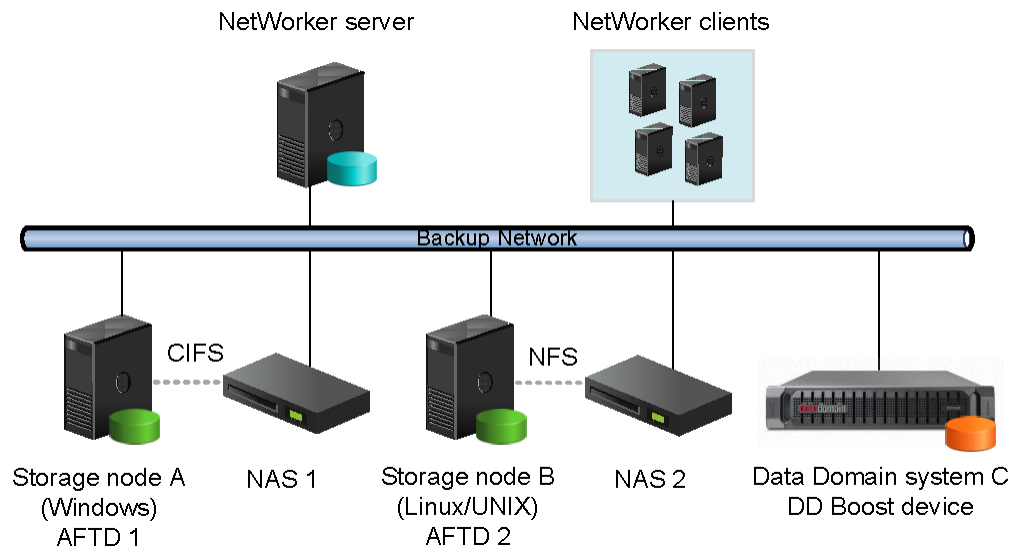 NetWorker server
NetWorker clients
Backup Network
CIFS
NFS
domain
Storage node A
(Windows)
AFTD 1
NAS 1
Storage node B
(Linux/UNIX)
AFTD 2
NAS 2
Data Domain system C
DD Boost device